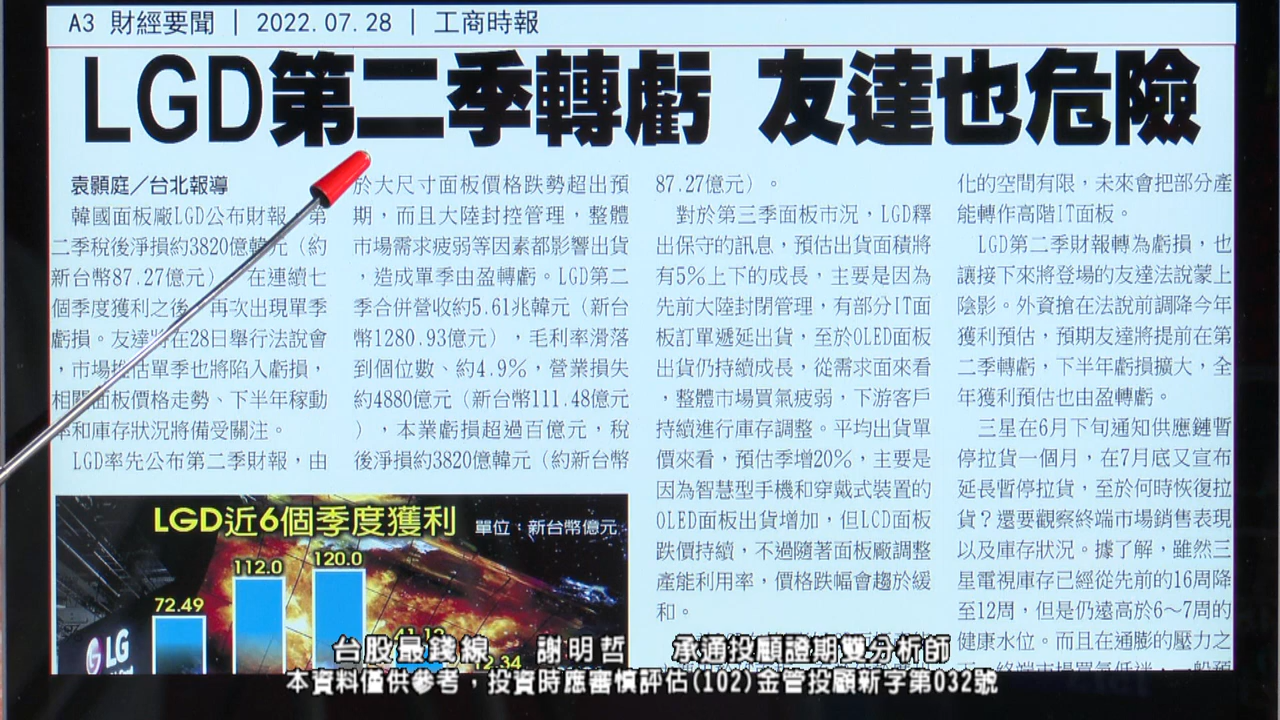 A3 財經要聞 | 2022.07.28 | 工商時報
LGD第二季轉虧 友達也危險
袁顥庭／台北報導
韓國面板廠LGD公布財報，第
二季稅後淨損約3820億韓元（約
新台幣87.27億元），在連續七
個季度獲利之後，再次出現單季
虧損。友達將在28日舉行法說會
，市場推估單季也將陷入虧損，
相關面板價格走勢、下半年稼動
率和庫存狀況將備受關注。
LGD率先公布第二季財報，由
於大尺寸面板價格跌勢超出預
期，而且大陸封控管理，整體
市場需求疲弱等因素都影響出貨
，造成單季由盈轉虧。LGD第二
季合併營收約5.61兆韓元（新台
幣1280.93億元），毛利率滑落
到個位數、約4.9%，營業損失
約4880億元（新台幣111.48億元
），本業虧損超過百億元，稅
後淨損約3820億韓元（約新台幣
87.27億元）。
對於第三季面板市況，LGD釋
出保守的訊息，預估出貨面積將
有5%上下的成長，主要是因為
先前大陸封閉管理，有部分IT面
板訂單遞延出貨，至於OLED面板
出貨仍持續成長，從需求面來看
，整體市場買氣疲弱，下游客戶
持續進行庫存調整。平均出貨單
價來看，預估季增20%，主要是
因為智慧型手機和穿戴式裝置的
OLED面板出貨增加，但LCD面板
跌價持續，不過隨著面板廠調整
產能利用率，價格跌幅會趨於緩
和。
化的空間有限，未來會把部分產
能轉作高階IT面板。
LGD第二季財報轉為虧損，也
讓接下來將登場的友達法說蒙上
陰影。外資搶在法說前調降今年
獲利預估，預期友達將提前在第
二季轉虧，下半年虧損擴大，全
年獲利預估也由盈轉虧。
三星在6月下旬通知供應鏈暫
停拉貨一個月，在7月底又宣布
延長暫停拉貨，至於何時恢復拉
貨？還要觀察終端市場銷售表現
以及庫存狀況。據了解，雖然三
星電視庫存已經從先前的16周降
至12周，但是仍遠高於6～7周的
健康水位。而且在通膨的壓力之
LGD近6個季度獲利
單位：新台幣億元
72.49
112.0
120.0
41.13
12.34
LG
台股最錢線 謝明哲 承通投顧證期雙分析師
本資料僅供參考，投資時應審慎評估(102)金管投顧新字第032號